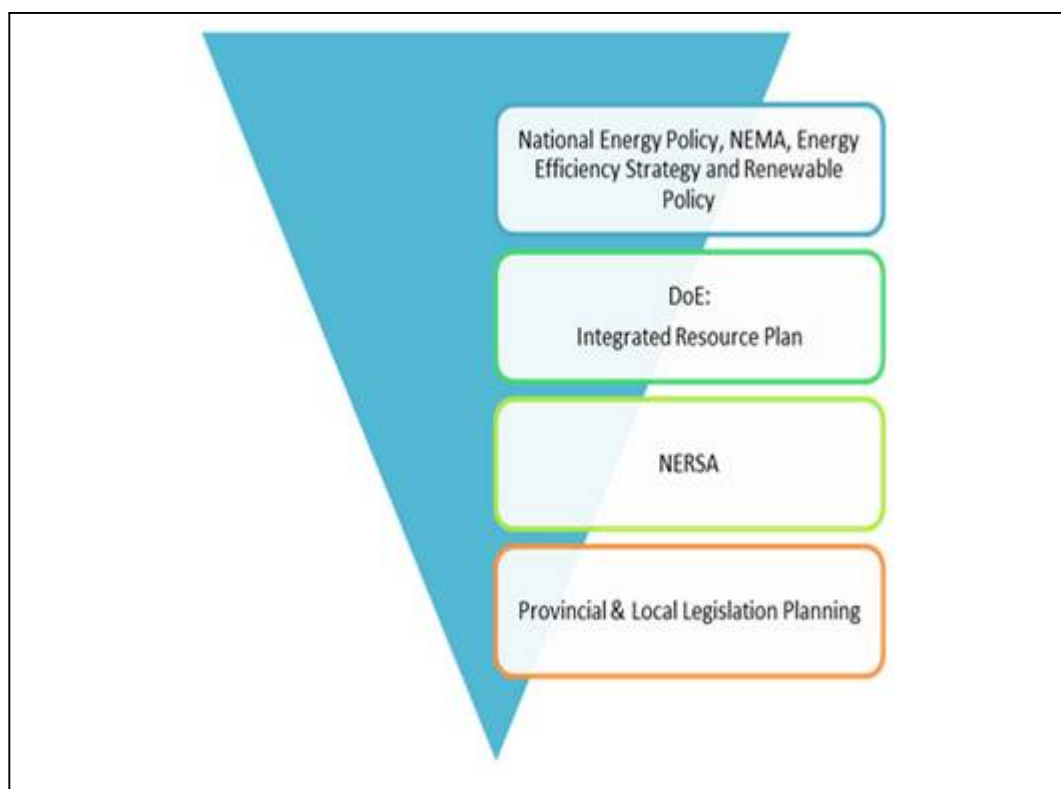 National Energy Policy, NEMA, Energy
Efficiency Strategy and Renewable
Policy
DoE:
Integrated Resource Plan
NERSA
Provincial & Local Legislation Planning